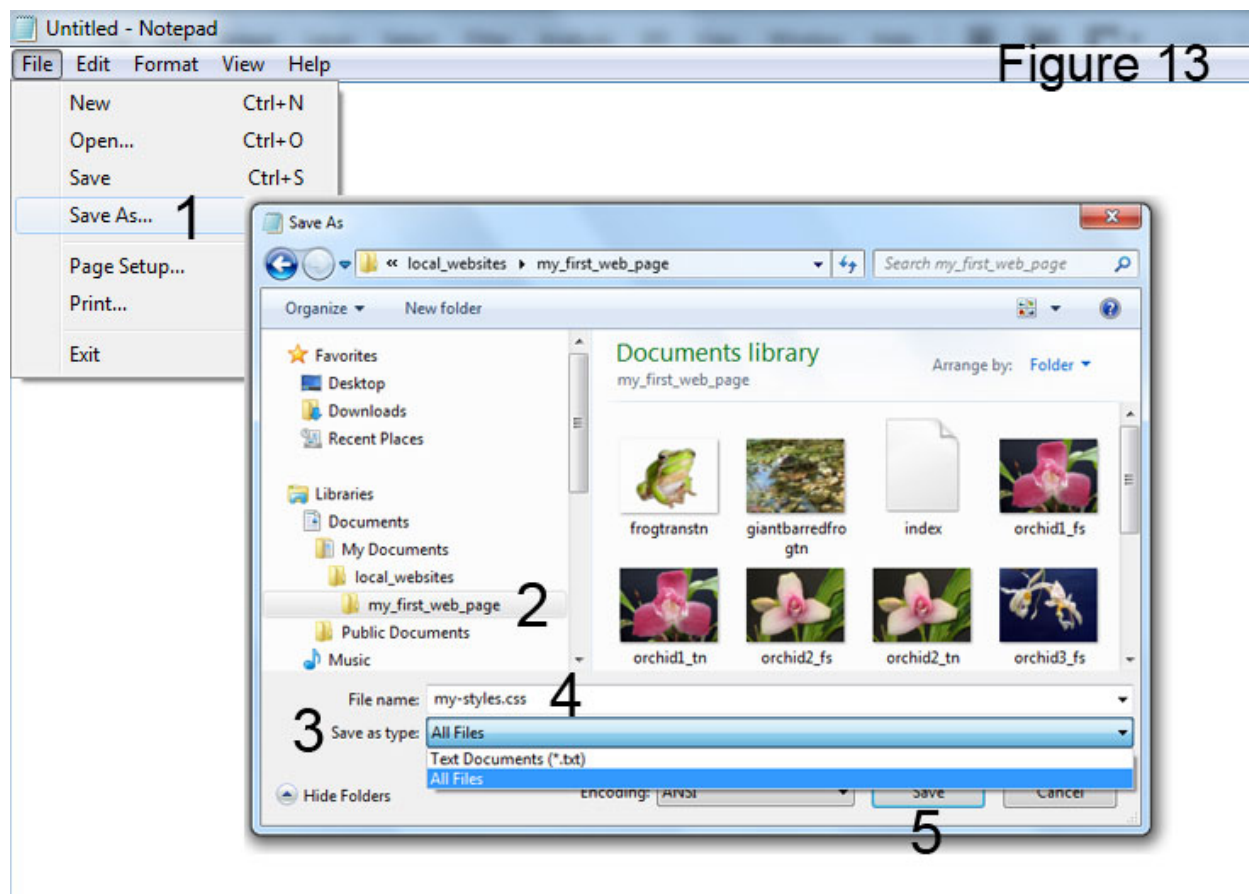 Untitled - Notepad
File Edit Format View Help
Figure 13
New Ctrl+N
Open... Ctrl+O
Save Ctrl+S
Save As... 1
Page Setup...
Print...
Exit
Save As
« local_websites my_first_web_page
Search my_first_web_page
Organize New folder
Favorites
Desktop
Downloads
Recent Places
Libraries
Documents
My Documents
local_websites
my_first_web_page 2
Public Documents
Music
Documents library
my_first_web_page
Arrange by: Folder
frogtranstn giantbarredfro index orchid1_fs
gtn
orchid1_tn orchid2_fs orchid2_tn orchid3_fs
File name: my-styles.css 4
3 Save as type: All Files
Text Documents (*.txt)
All Files
Hide Folders Encoding: ANSI Save Cancel
5